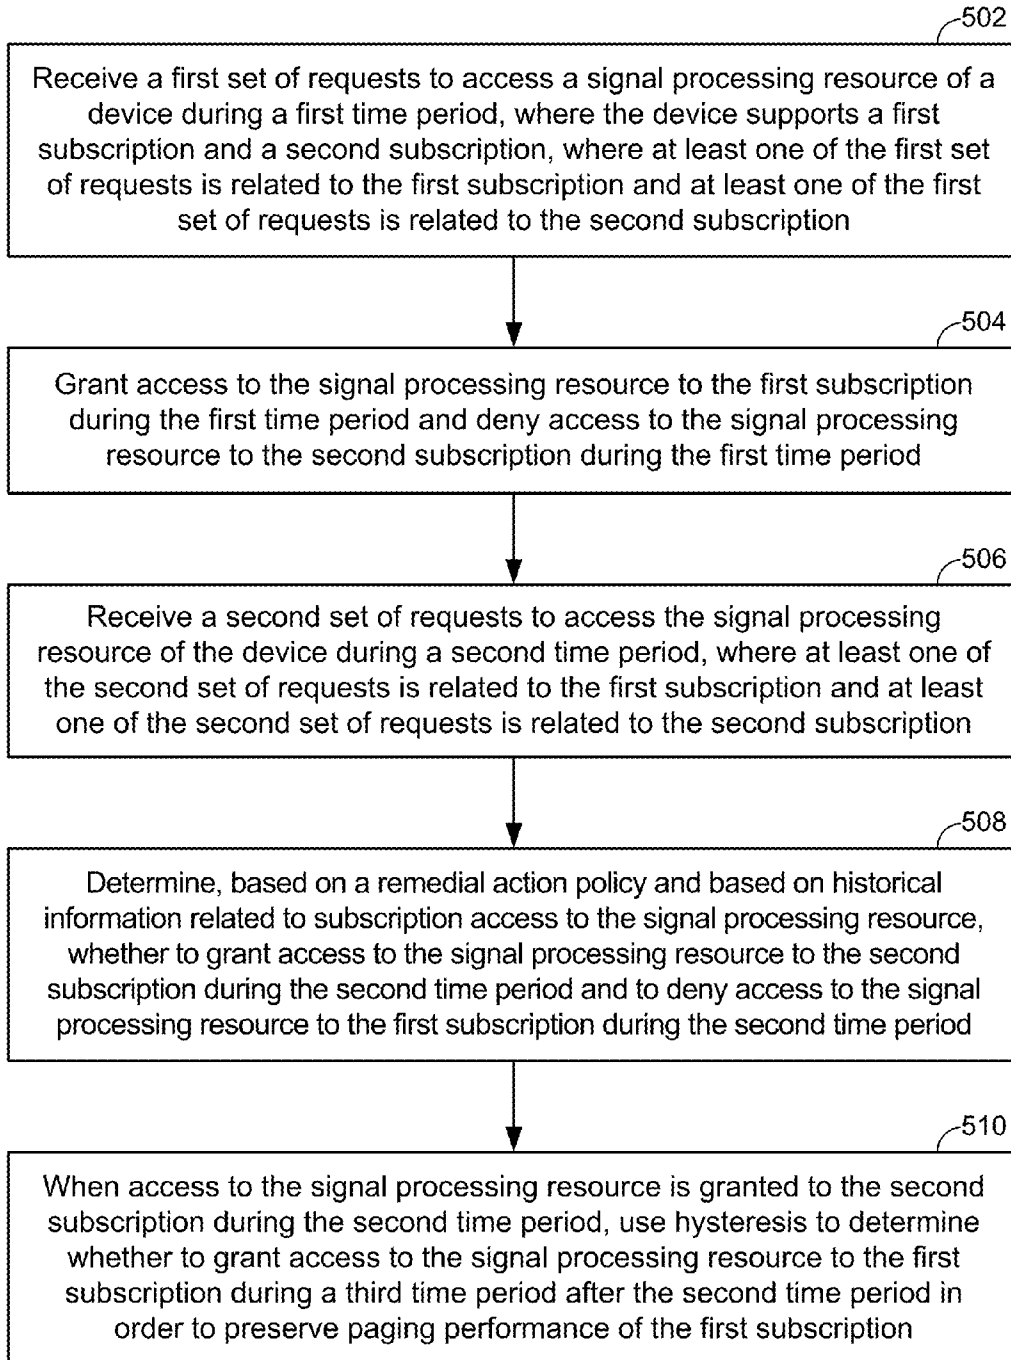 502
Receive a first set of requests to access a signal processing resource of a
device during a first time period, where the device supports a first
subscription and a second subscription, where at least one of the first set
of requests is related to the first subscription and at least one of the first
set of requests is related to the second subscription
504
Grant access to the signal processing resource to the first subscription
during the first time period and deny access to the signal processing
resource to the second subscription during the first time period
506
Receive a second set of requests to access the signal processing
resource of the device during a second time period, where at least one of
the second set of requests is related to the first subscription and at least
one of the second set of requests is related to the second subscription
508
Determine, based on a remedial action policy and based on historical
information related to subscription access to the signal processing resource,
whether to grant access to the signal processing resource to the second
subscription during the second time period and to deny access to the signal
processing resource to the first subscription during the second time period
510
When access to the signal processing resource is granted to the second
subscription during the second time period, use hysteresis to determine
whether to grant access to the signal processing resource to the first
subscription during a third time period after the second time period in
order to preserve paging performance of the first subscription